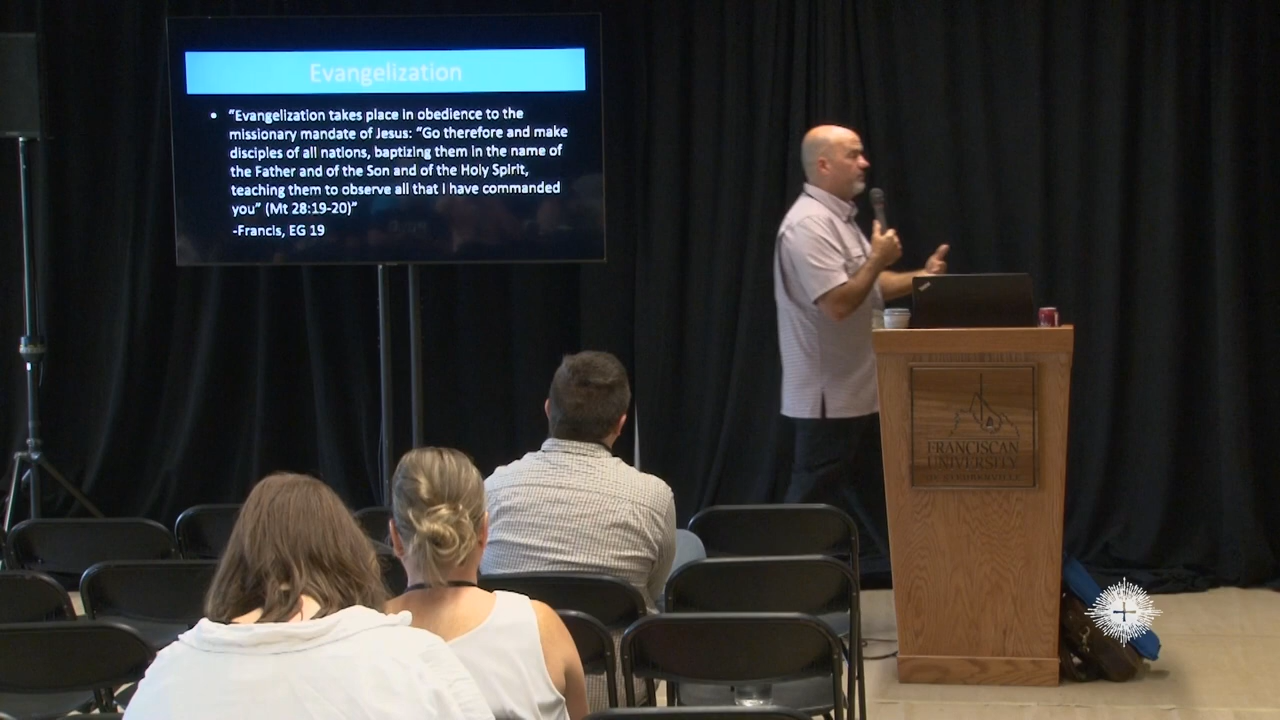 Evangelization
• “Evangelization takes place in obedience to the
missionary mandate of Jesus: “Go therefore and make
disciples of all nations, baptizing them in the name of
the Father and of the Son and of the Holy Spirit,
teaching them to observe all that I have commanded
you” (Mt 28:19-20)”
-Francis, EG 19
FRANCISCAN
UNIVERSITY
OF STEUBENVILLE